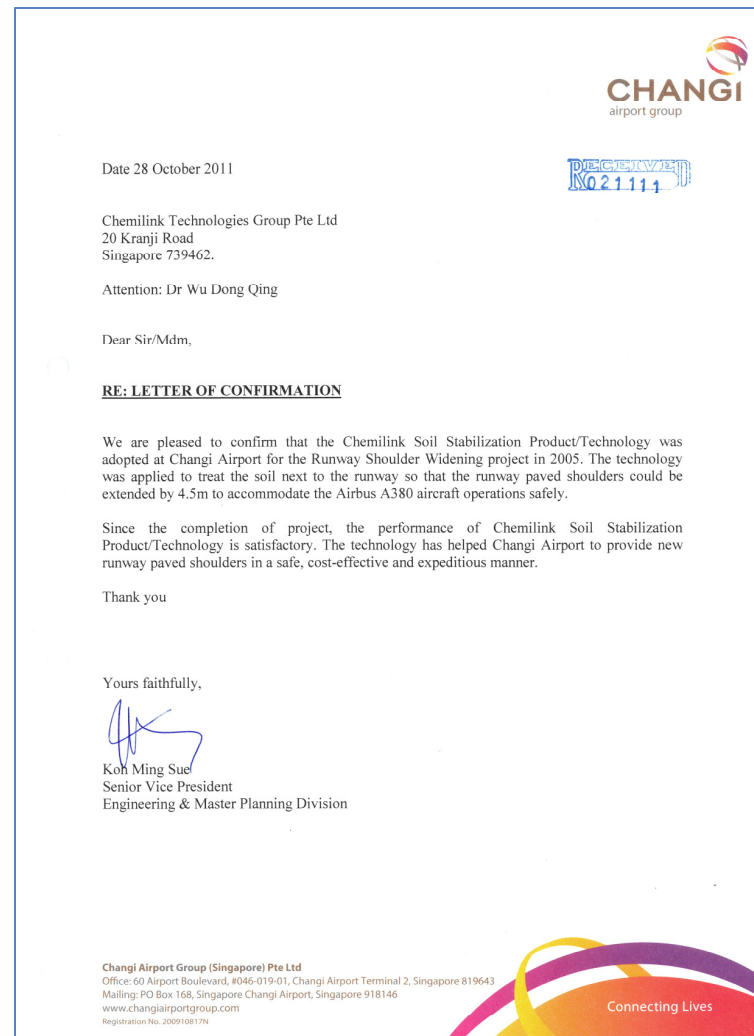 CHANGI
airport group
Date 28 October 2011
RECEIVED
021111
Chemilink Technologies Group Pte Ltd
20 Kranji Road
Singapore 739462.
Attention: Dr Wu Dong Qing
Dear Sir/Mdm,
RE: LETTER OF CONFIRMATION
We are pleased to confirm that the Chemilink Soil Stabilization Product/Technology was
adopted at Changi Airport for the Runway Shoulder Widening project in 2005. The technology
was applied to treat the soil next to the runway so that the runway paved shoulders could be
extended by 4.5m to accommodate the Airbus A380 aircraft operations safely.
Since the completion of project, the performance of Chemilink Soil Stabilization
Product/Technology is satisfactory. The technology has helped Changi Airport to provide new
runway paved shoulders in a safe, cost-effective and expeditious manner.
Thank you
Yours faithfully,
Koh Ming Sue
Senior Vice President
Engineering & Master Planning Division
Changi Airport Group (Singapore) Pte Ltd
Office: 60 Airport Boulevard, #046-019-01, Changi Airport Terminal 2, Singapore 819643
Mailing: PO Box 168, Singapore Changi Airport, Singapore 918146
www.changiairportgroup.com
Registration No. 200910817N
Connecting Lives